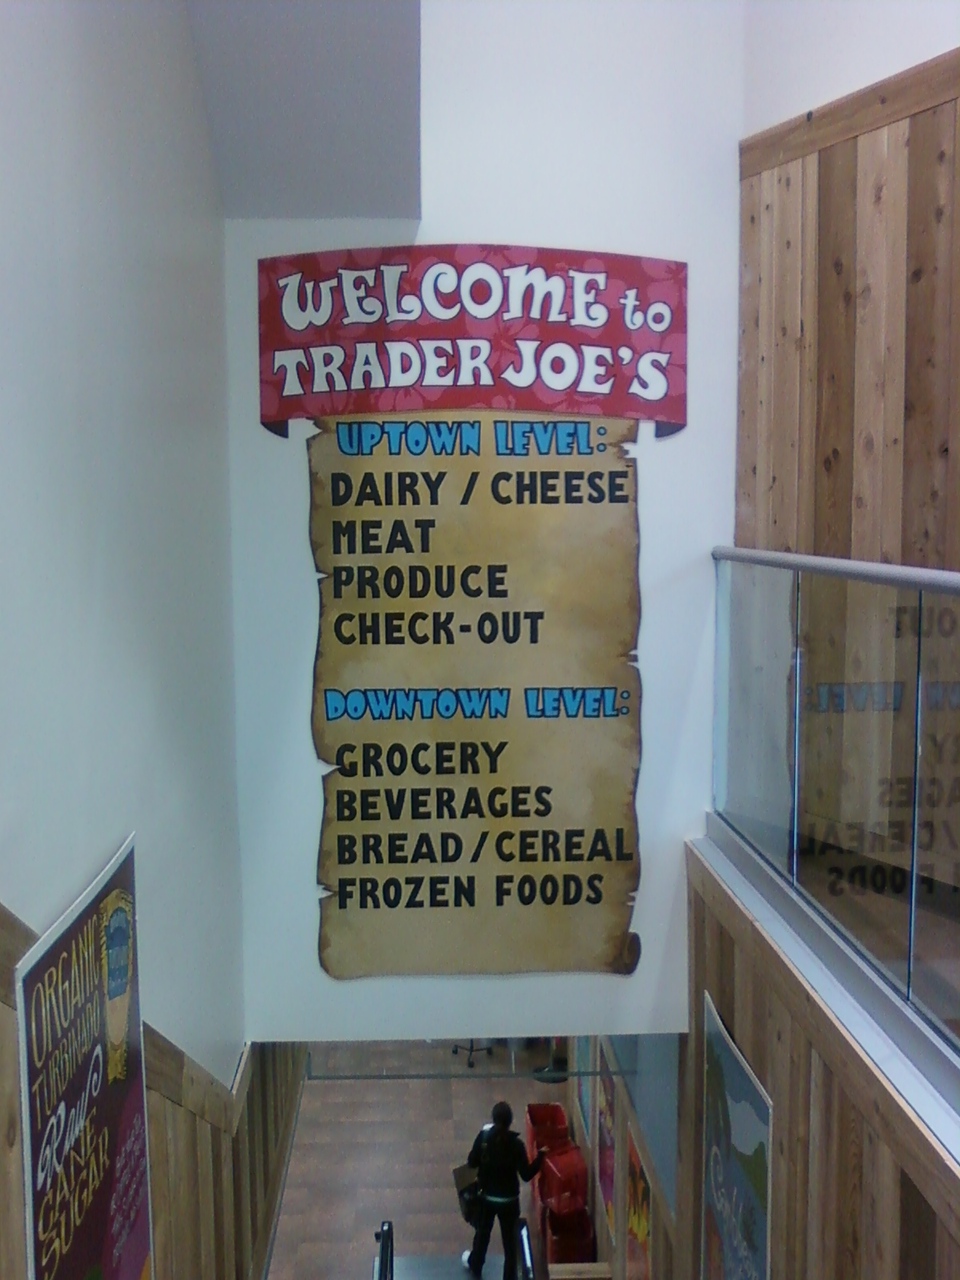 WELCOME to
TRADER JOE'S
UPTOWN LEVEL:
DAIRY / CHEESE
MEAT
PRODUCE
CHECK-OUT
DOWNTOWN LEVEL:
GROCERY
BEVERAGES
BREAD / CEREAL
FROZEN FOODS
ORGANIC
TURBINADO
Raw
CANE
SUGAR